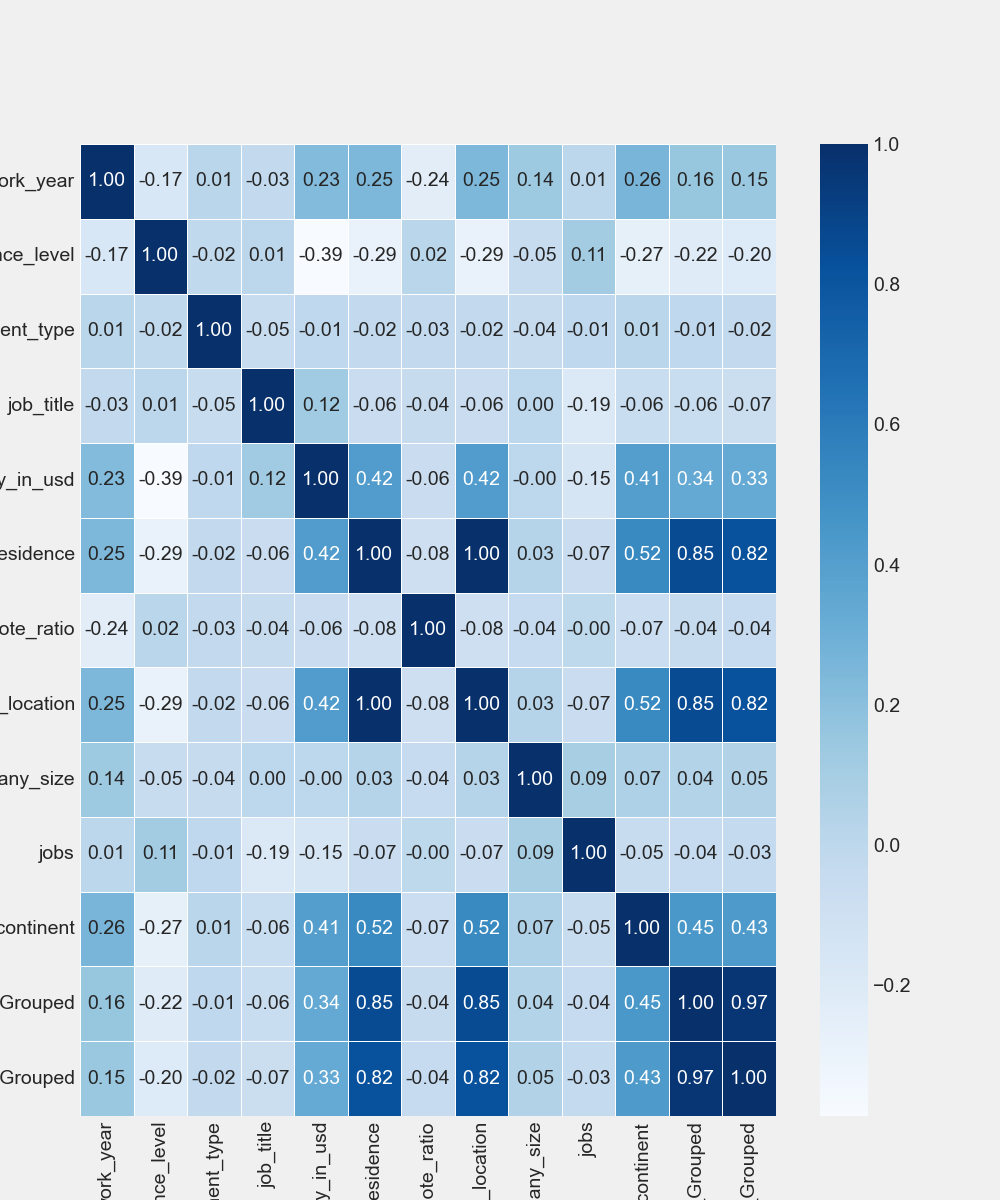 ork_year 1.00 -0.17 0.01 -0.03 0.23 0.25 -0.24 0.25 0.14 0.01 0.26 0.16 0.15
nce_level -0.17 1.00 -0.02 0.01 -0.39 -0.29 0.02 -0.29 -0.05 0.11 -0.27 -0.22 -0.20
ent_type 0.01 -0.02 1.00 -0.05 -0.01 -0.02 -0.03 -0.02 -0.04 -0.01 0.01 -0.01 -0.02
job_title -0.03 0.01 -0.05 1.00 0.12 -0.06 -0.04 -0.06 0.00 -0.19 -0.06 -0.06 -0.07
y_in_usd 0.23 -0.39 -0.01 0.12 1.00 0.42 -0.06 0.42 -0.00 -0.15 0.41 0.34 0.33
esidence 0.25 -0.29 -0.02 -0.06 0.42 1.00 -0.08 1.00 0.03 -0.07 0.52 0.85 0.82
ote_ratio -0.24 0.02 -0.03 -0.04 -0.06 -0.08 1.00 -0.08 -0.04 -0.00 -0.07 -0.04 -0.04
_location 0.25 -0.29 -0.02 -0.06 0.42 1.00 -0.08 1.00 0.03 -0.07 0.52 0.85 0.82
any_size 0.14 -0.05 -0.04 0.00 -0.00 0.03 -0.04 0.03 1.00 0.09 0.07 0.04 0.05
jobs 0.01 0.11 -0.01 -0.19 -0.15 -0.07 -0.00 -0.07 0.09 1.00 -0.05 -0.04 -0.03
continent 0.26 -0.27 0.01 -0.06 0.41 0.52 -0.07 0.52 0.07 -0.05 1.00 0.45 0.43
Grouped 0.16 -0.22 -0.01 -0.06 0.34 0.85 -0.04 0.85 0.04 -0.04 0.45 1.00 0.97
Grouped 0.15 -0.20 -0.02 -0.07 0.33 0.82 -0.04 0.82 0.05 -0.03 0.43 0.97 1.00
ork_year
nce_level
ent_type
job_title
y_in_usd
esidence
ote_ratio
_location
any_size
jobs
continent
_Grouped
_Grouped
1.0
0.8
0.6
0.4
0.2
0.0
−0.2